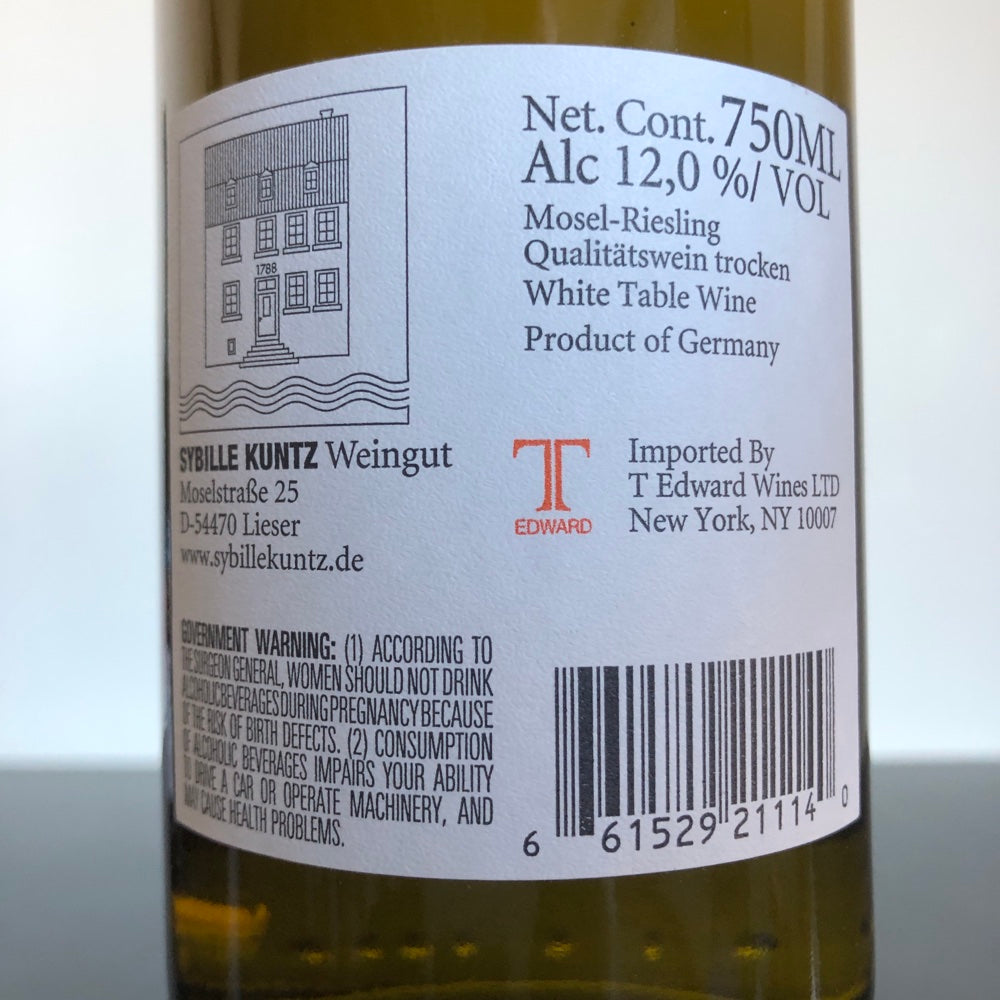 1788
SYBILLE KUNTZ Weingut
Moselstraße 25
D-54470 Lieser
www.sybillekuntz.de
Net. Cont. 750ML
Alc 12,0 %/ VOL
Mosel-Riesling
Qualitätswein trocken
White Table Wine
Product of Germany
T
EDWARD
Imported By
T Edward Wines LTD
New York, NY 10007
GOVERNMENT WARNING: (1) ACCORDING TO
THE SURGEON GENERAL, WOMEN SHOULD NOT DRINK
ALCOHOLIC BEVERAGES DURING PREGNANCY BECAUSE
OF THE RISK OF BIRTH DEFECTS. (2) CONSUMPTION
OF ALCOHOLIC BEVERAGES IMPAIRS YOUR ABILITY
TO DRIVE A CAR OR OPERATE MACHINERY, AND
MAY CAUSE HEALTH PROBLEMS.
6 61529 21114 0